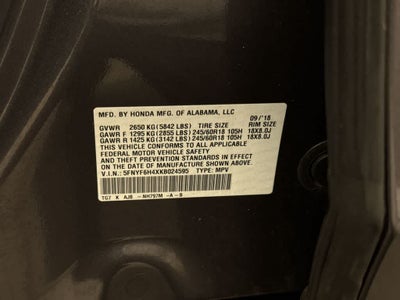 MFD. BY HONDA MFG. OF ALABAMA, LLC 09/'18
GVWR 2650 KG (5842 LBS) TIRE SIZE RIM SIZE
GAWR F 1295 KG (2855 LBS) 245/60R18 105H 18X8.0J
GAWR R 1425 KG (3142 LBS) 245/60R18 105H 18X8.0J
THIS VEHICLE CONFORMS TO ALL APPLICABLE
FEDERAL MOTOR VEHICLE SAFETY STANDARDS IN EFFECT
ON THE DATE OF MANUFACTURE SHOWN ABOVE.
V.I.N.: 5FNYF6H4XKB024595 TYPE: MPV
TG7 X AJ8 -NH797M -A -B